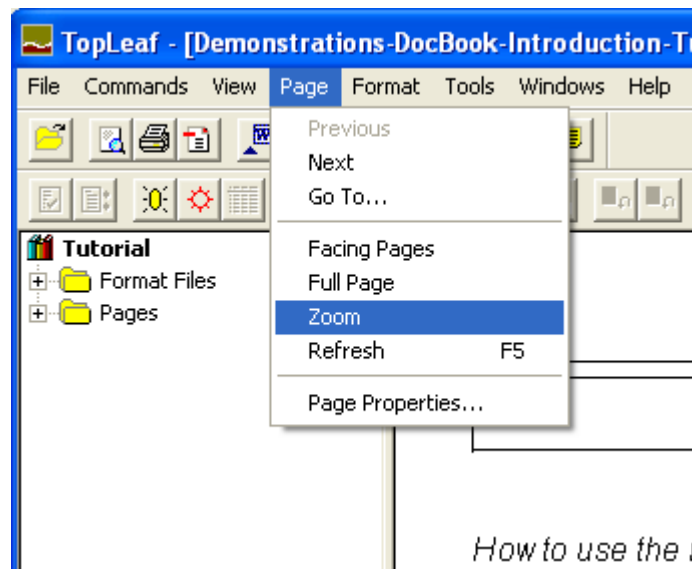 TopLeaf - [Demonstrations-DocBook-Introduction-T
File Commands View Page Format Tools Windows Help
Previous
Next
Go To...
Tutorial
Format Files
Pages
Facing Pages
Full Page
Zoom
Refresh F5
Page Properties...
How to use the